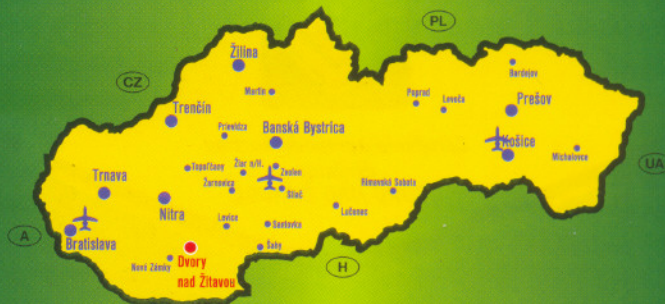 PL
Žilina
Bardejov
CZ
Martin
Poprad
Levoča
Prešov
Trenčín
Prievidza
Banská Bystrica
Košice
Michalovce
UA
Topoľčany
Žiar n/H.
Zvolen
Trnava
Žarnovica
Sliač
Rimavská Sobota
Nitra
Lučenec
Levice
Santovka
A
Bratislava
Šahy
Nové Zámky
Dvory
nad Žitavou
H